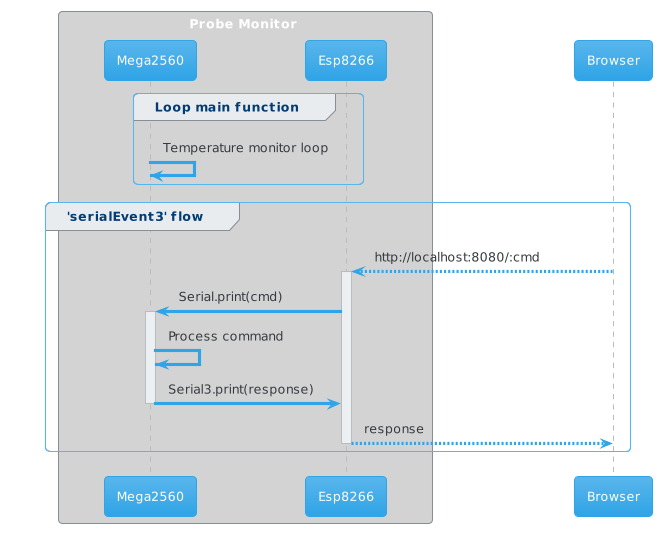 Probe Monitor
Mega2560
Esp8266
Browser
Loop main function
Temperature monitor loop
'serialEvent3' flow
http://localhost:8080/:cmd
Serial.print(cmd)
Process command
Serial3.print(response)
response
Mega2560
Esp8266
Browser